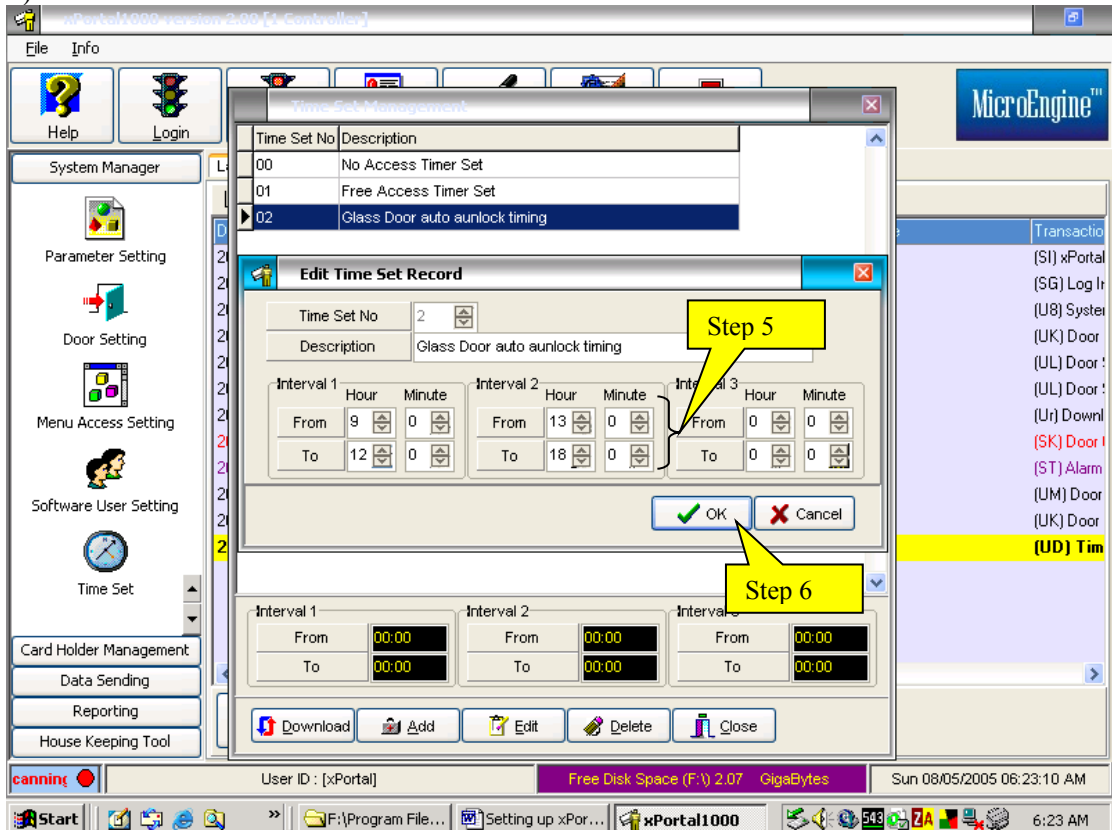 xPortal1000 version 2.00 [1 Controller]
File Info
Help Login
MicroEngine™
System Manager
Parameter Setting
Door Setting
Menu Access Setting
Software User Setting
Time Set
Card Holder Management
Data Sending
Reporting
House Keeping Tool
Time Set Management
Time Set No Description
00 No Access Timer Set
01 Free Access Timer Set
02 Glass Door auto aunlock timing
Edit Time Set Record
Time Set No 2
Description Glass Door auto aunlock timing
Step 5
Interval 1 Interval 2 Interval 3
Hour Minute Hour Minute Hour Minute
From 9 0 From 13 0 From 0 0
To 12 0 To 18 0 To 0 0
OK Cancel
Step 6
Interval 1 Interval 2
From 00:00 From 00:00 From 00:00
To 00:00 To 00:00 To 00:00
Download Add Edit Delete Close
Transactio
(SI) xPortal
(SG) Log In
(U8) System
(UK) Door
(UL) Door
(UL) Door
(Ur) Downl
(SK) Door
(ST) Alarm
(UM) Door
(UK) Door
(UD) Tim
canning User ID : [xPortal] Free Disk Space (F:\) 2.07 GigaBytes Sun 08/05/2005 06:23:10 AM
Start » F:\Program File... Setting up xPor... xPortal1000 543 ZA 6:23 AM